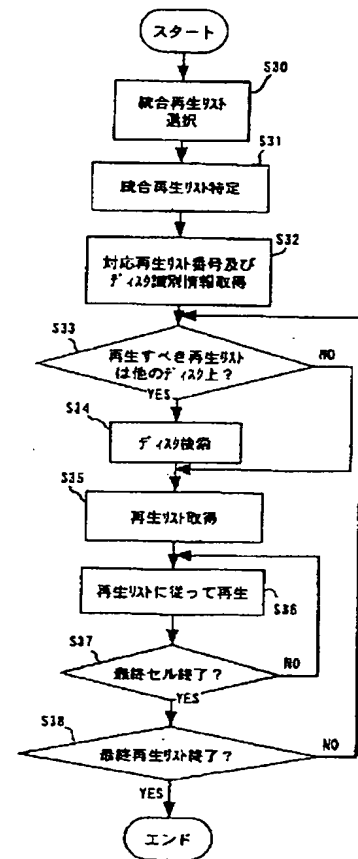 スタート
S30
統合再生リスト
選択
S31
統合再生リスト特定
S32
対応再生リスト番号及び
ディスク識別情報取得
S33
再生すべき再生リスト
は他のディスク上?
NO
YES
S34
ディスク検索
S35
再生リスト取得
再生リストに従って再生
S36
S37
最終セル終了?
NO
YES
S38
最終再生リスト終了?
NO
YES
エンド